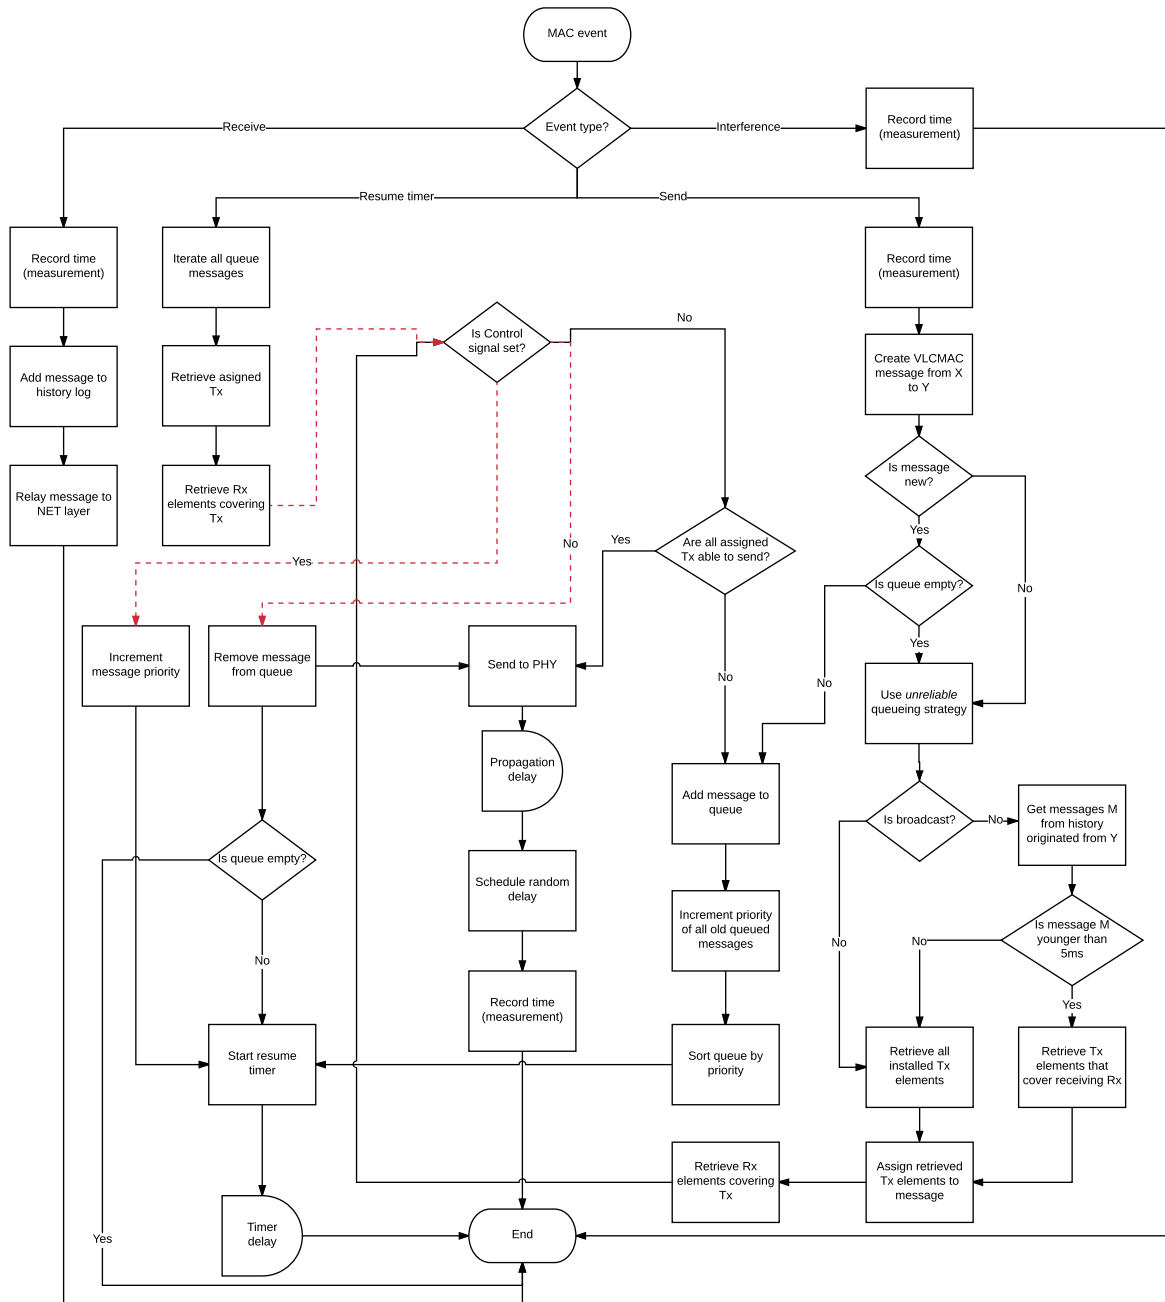 MAC event
Event type?
Receive
Interference
Record time
(measurement)
Resume timer
Send
Record time
(measurement)
Iterate all queue
messages
Record time
(measurement)
Is Control
signal set?
No
Add message to
history log
Retrieve asigned
Tx
Create VLCMAC
message from X
to Y
Relay message to
NET layer
Retrieve Rx
elements covering
Tx
Is message
new?
Yes
No
Yes
No
Yes
Are all assigned
Tx able to send?
Is queue empty?
No
Yes
Increment
message priority
Remove message
from queue
Send to PHY
No
No
Use unreliable
queueing strategy
Propagation
delay
Add message to
queue
Is broadcast?
No
Get messages M
from history
originated from Y
Is queue empty?
Schedule random
delay
Increment priority
of all old queued
messages
No
No
No
Is message M
younger than
5ms
Yes
Record time
(measurement)
Start resume
timer
Sort queue by
priority
Retrieve all
installed Tx
elements
Retrieve Tx
elements that
cover receiving Rx
Retrieve Rx
elements covering
Tx
Assign retrieved
Tx elements to
message
Yes
Timer
delay
End